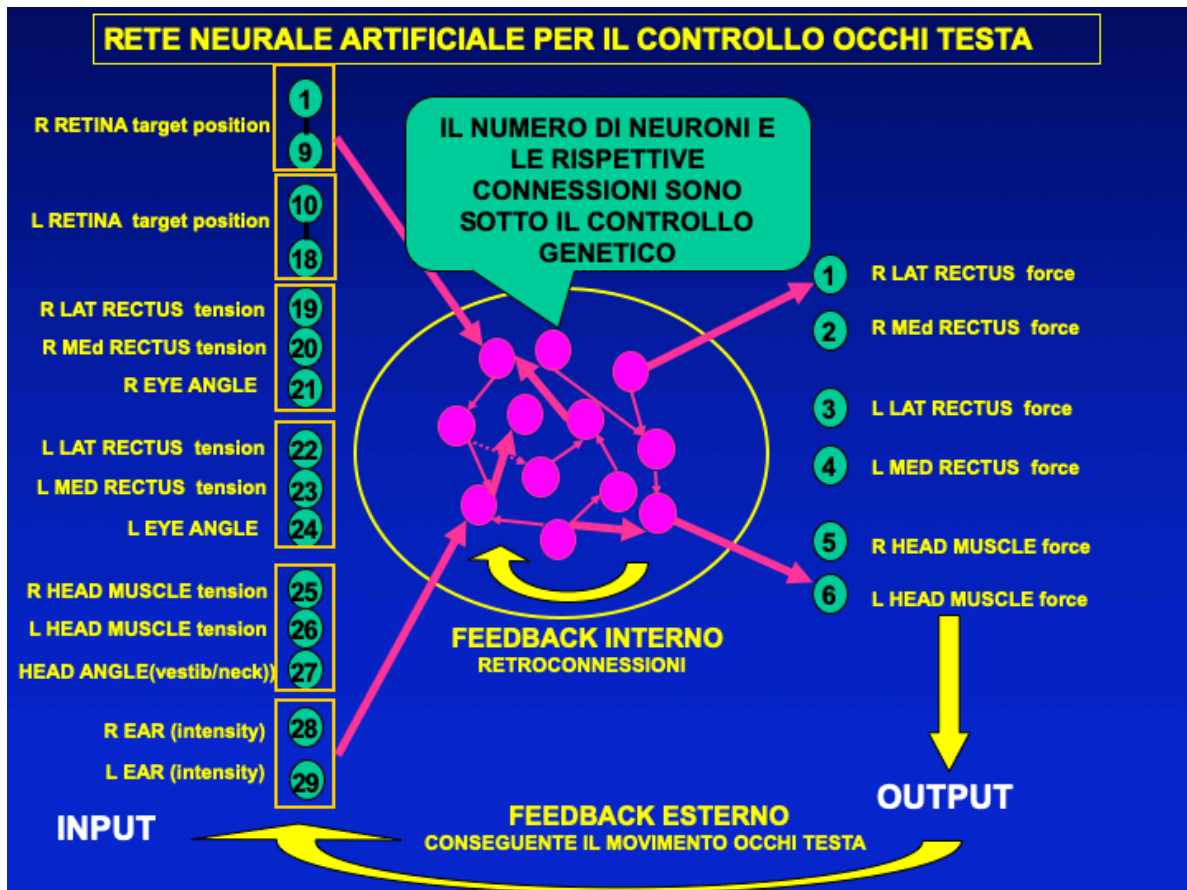 RETE NEURALE ARTIFICIALE PER IL CONTROLLO OCCHI TESTA
R RETINA target position
1
9
L RETINA  target position
10
18
R LAT RECTUS  tension
19
R MEd RECTUS tension
20
R EYE ANGLE
21
L LAT RECTUS  tension
22
L MED RECTUS  tension
23
L EYE ANGLE
24
R HEAD MUSCLE tension
25
L HEAD MUSCLE tension
26
HEAD ANGLE(vestib/neck))
27
R EAR (intensity)
28
L EAR (intensity)
29
INPUT
IL NUMERO DI NEURONI E
LE RISPETTIVE
CONNESSIONI SONO
SOTTO IL CONTROLLO
GENETICO
FEEDBACK INTERNO
RETROCONNESSIONI
1
R LAT RECTUS  force
2
R MEd RECTUS  force
3
L LAT RECTUS  force
4
L MED RECTUS  force
5
R HEAD MUSCLE force
6
L HEAD MUSCLE force
OUTPUT
FEEDBACK ESTERNO
CONSEGUENTE IL MOVIMENTO OCCHI TESTA